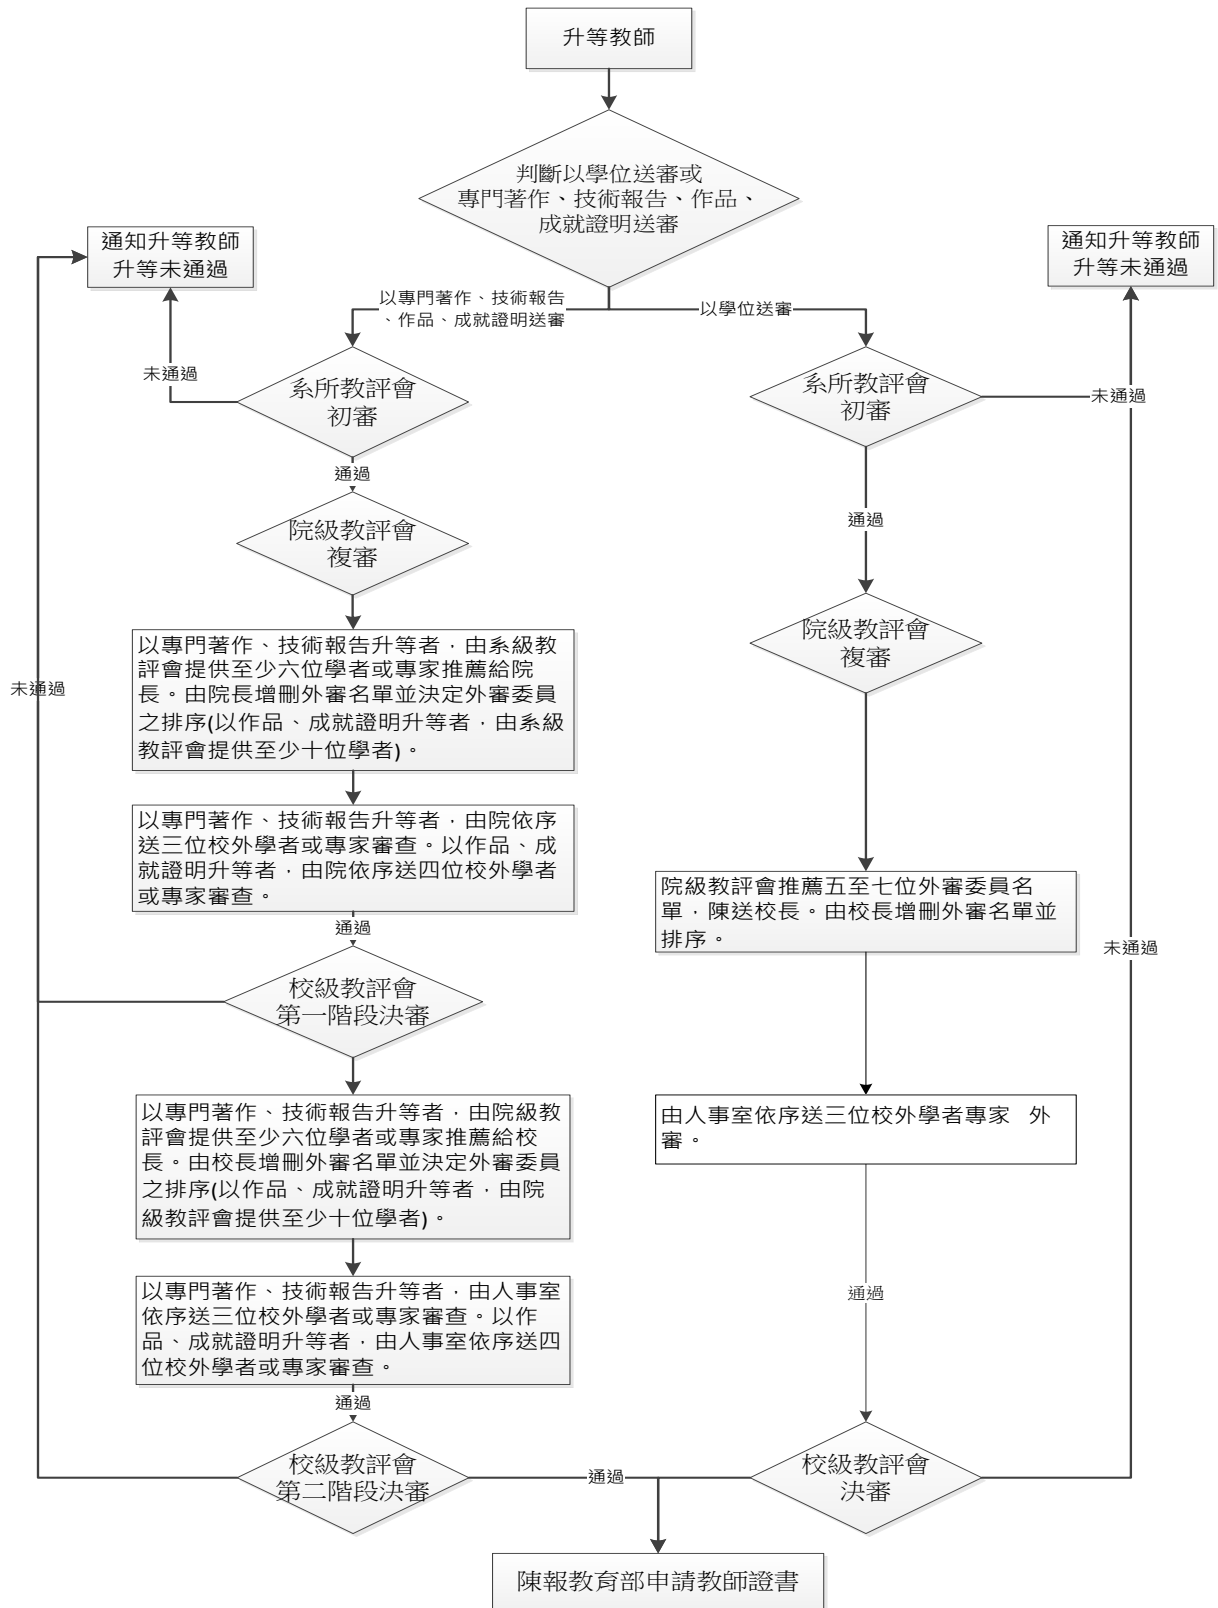 升等教師
判斷以學位送審或
專門著作、技術報告、作品、
成就證明送審
通知升等教師
升等未通過
通知升等教師
升等未通過
以專門著作、技術報告
、作品、成就證明送審
以學位送審
未通過
系所教評會
初審
系所教評會
初審
未通過
通過
院級教評會
複審
通過
院級教評會
複審
以專門著作、技術報告升等者，由系級教
評會提供至少六位學者或專家推薦給院
長。由院長增刪外審名單並決定外審委員
之排序(以作品、成就證明升等者，由系級
教評會提供至少十位學者)。
未通過
以專門著作、技術報告升等者，由院依序
送三位校外學者或專家審查。以作品、成
就證明升等者，由院依序送四位校外學者
或專家審查。
院級教評會推薦五至七位外審委員名
單，陳送校長。由校長增刪外審名單並
排序。
通過
未通過
校級教評會
第一階段決審
以專門著作、技術報告升等者，由院級教
評會提供至少六位學者或專家推薦給校
長。由校長增刪外審名單並決定外審委員
之排序(以作品、成就證明升等者，由院
級教評會提供至少十位學者)。
由人事室依序送三位校外學者專家　外
審。
以專門著作、技術報告升等者，由人事室
依序送三位校外學者或專家審查。以作
品、成就證明升等者，由人事室依序送四
位校外學者或專家審查。
通過
通過
校級教評會
第二階段決審
通過
校級教評會
決審
陳報教育部申請教師證書